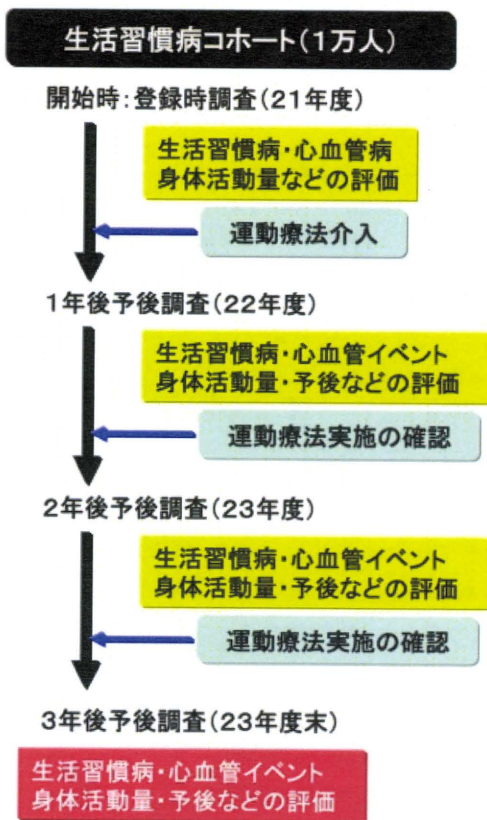 生活習慣病コホート(1万人)
開始時:登録時調査(21年度)
生活習慣病・心血管病
身体活動量などの評価
運動療法介入
1年後予後調査(22年度)
生活習慣病・心血管イベント
身体活動量・予後などの評価
運動療法実施の確認
2年後予後調査(23年度)
生活習慣病・心血管イベント
身体活動量・予後などの評価
運動療法実施の確認
3年後予後調査(23年度末)
生活習慣病・心血管イベント
身体活動量・予後などの評価